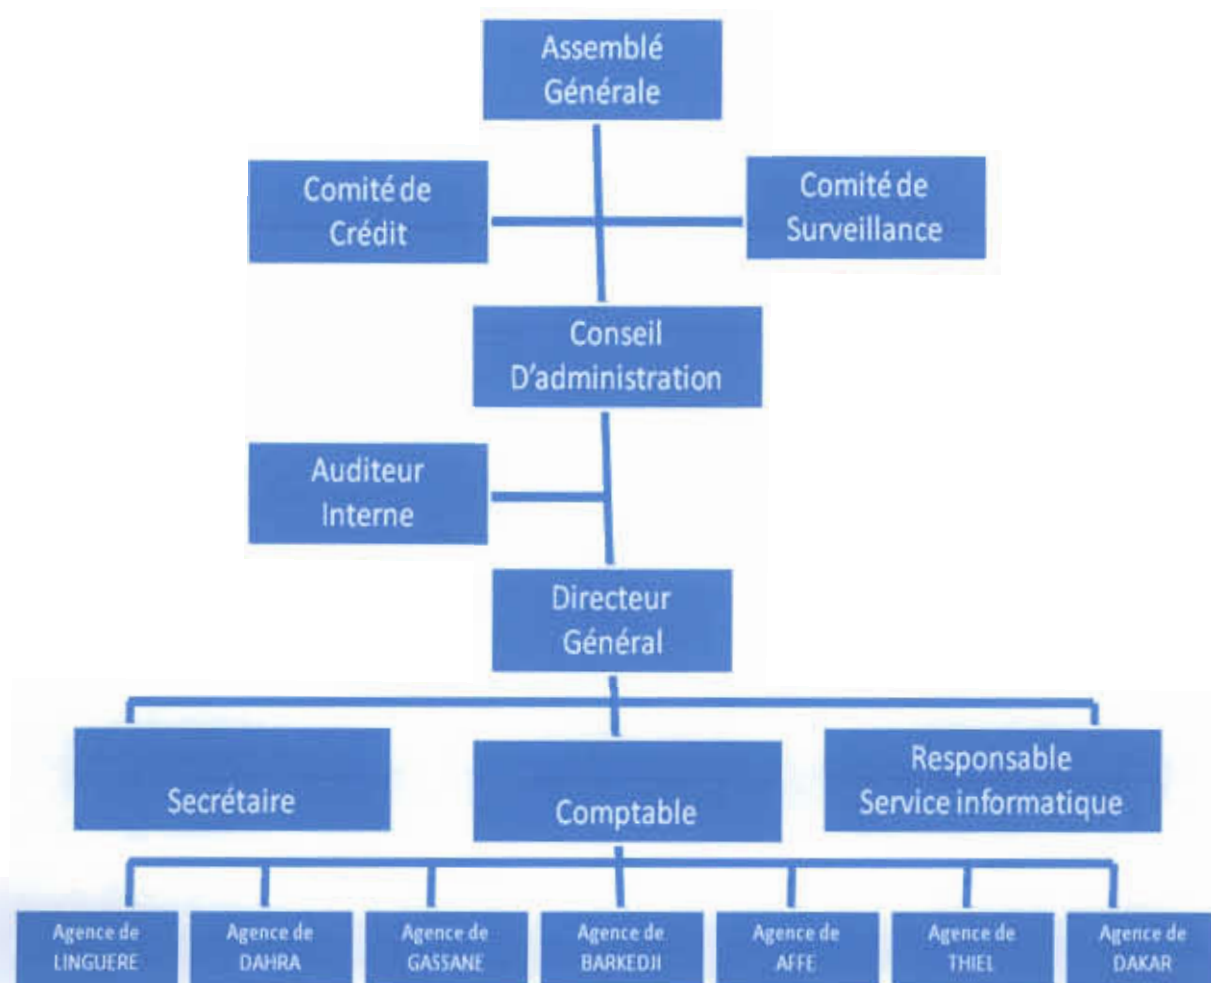 Assemblé
Générale
Comité de
Crédit
Comité de
Surveillance
Conseil
D'administration
Auditeur
Interne
Directeur
Général
Secrétaire
Comptable
Responsable
Service informatique
Agence de
LINGUERE
Agence de
DAHRA
Agence de
GASSANE
Agence de
BARKEDJI
Agence de
AFFE
Agence de
THIEL
Agence de
DAKAR